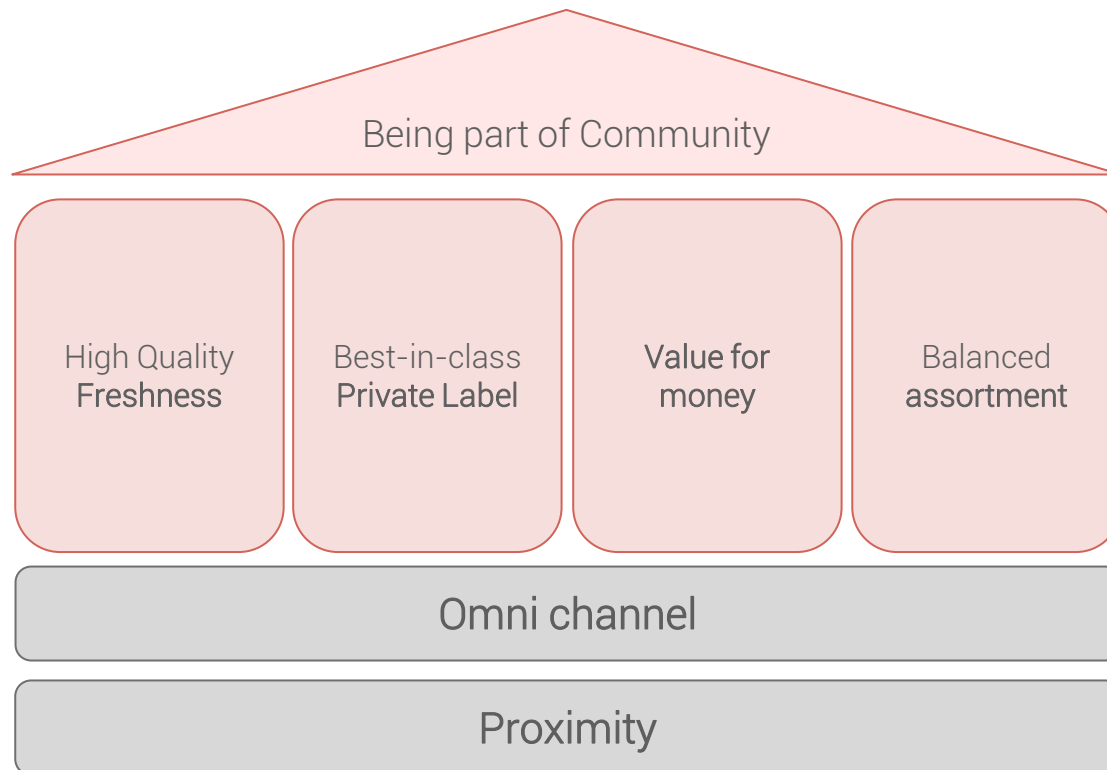 Being part of Community
High Quality
Freshness
Best-in-class
Private Label
Value for
money
Balanced
assortment
Omni channel
Proximity